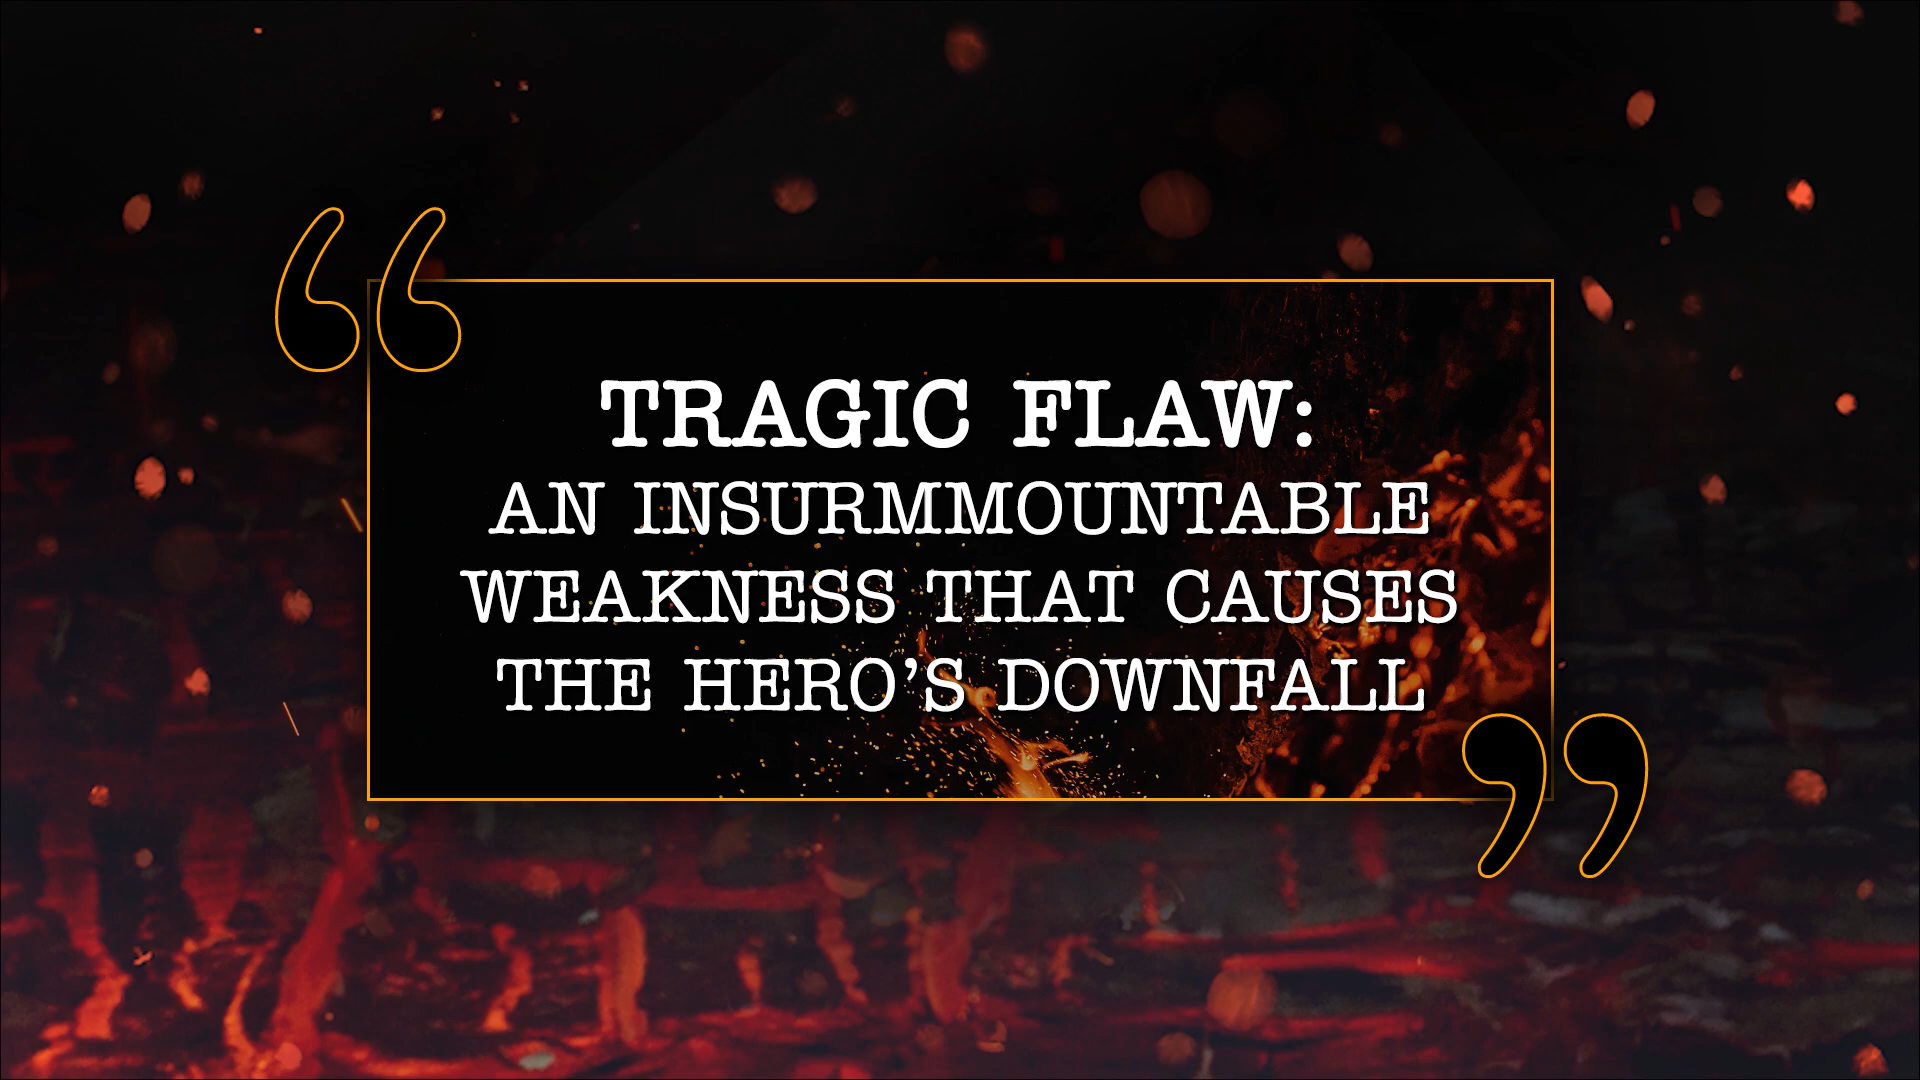 “
TRAGIC FLAW:
AN INSURMMOUNTABLE
WEAKNESS THAT CAUSES
THE HERO’S DOWNFALL
”